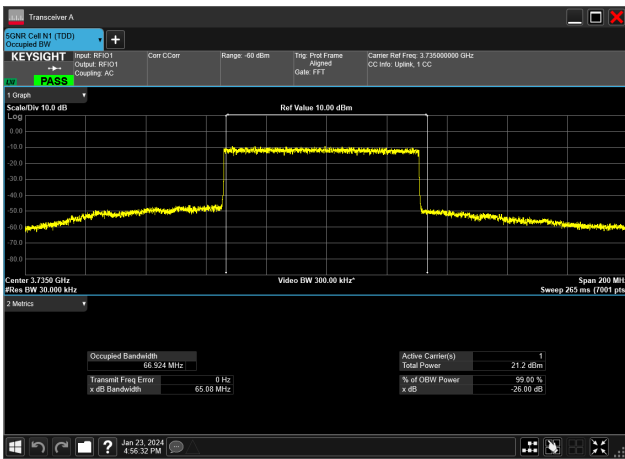 Transceiver A
5GNR Cell N1 (TDD)
Occupied BW
KEYSIGHT
PASS
Input: RFIO1
Output: RFIO1
Coupling: AC
Corr CCorr
Range: -60 dBm
Trig: Prot Frame
Aligned
Gate: FFT
Carrier Ref Freq: 3.735000000 GHz
CC Info: Uplink, 1 CC
1 Graph
Scale/Div 10.0 dB
Ref Value 10.00 dBm
Log
0.00
-10.0
-20.0
-30.0
-40.0
-50.0
-60.0
-70.0
-80.0
Center 3.7350 GHz
Video BW 300.00 kHz*
Span 200 MH
#Res BW 30.000 kHz
Sweep 265 ms (7001 pts
2 Metrics
Occupied Bandwidth
66.924 MHz
Transmit Freq Error 0 Hz
x dB Bandwidth 65.08 MHz
Active Carrier(s) 1
Total Power 21.2 dBm
% of OBW Power 99.00 %
x dB -26.00 dB
Jan 23, 2024
4:56:32 PM